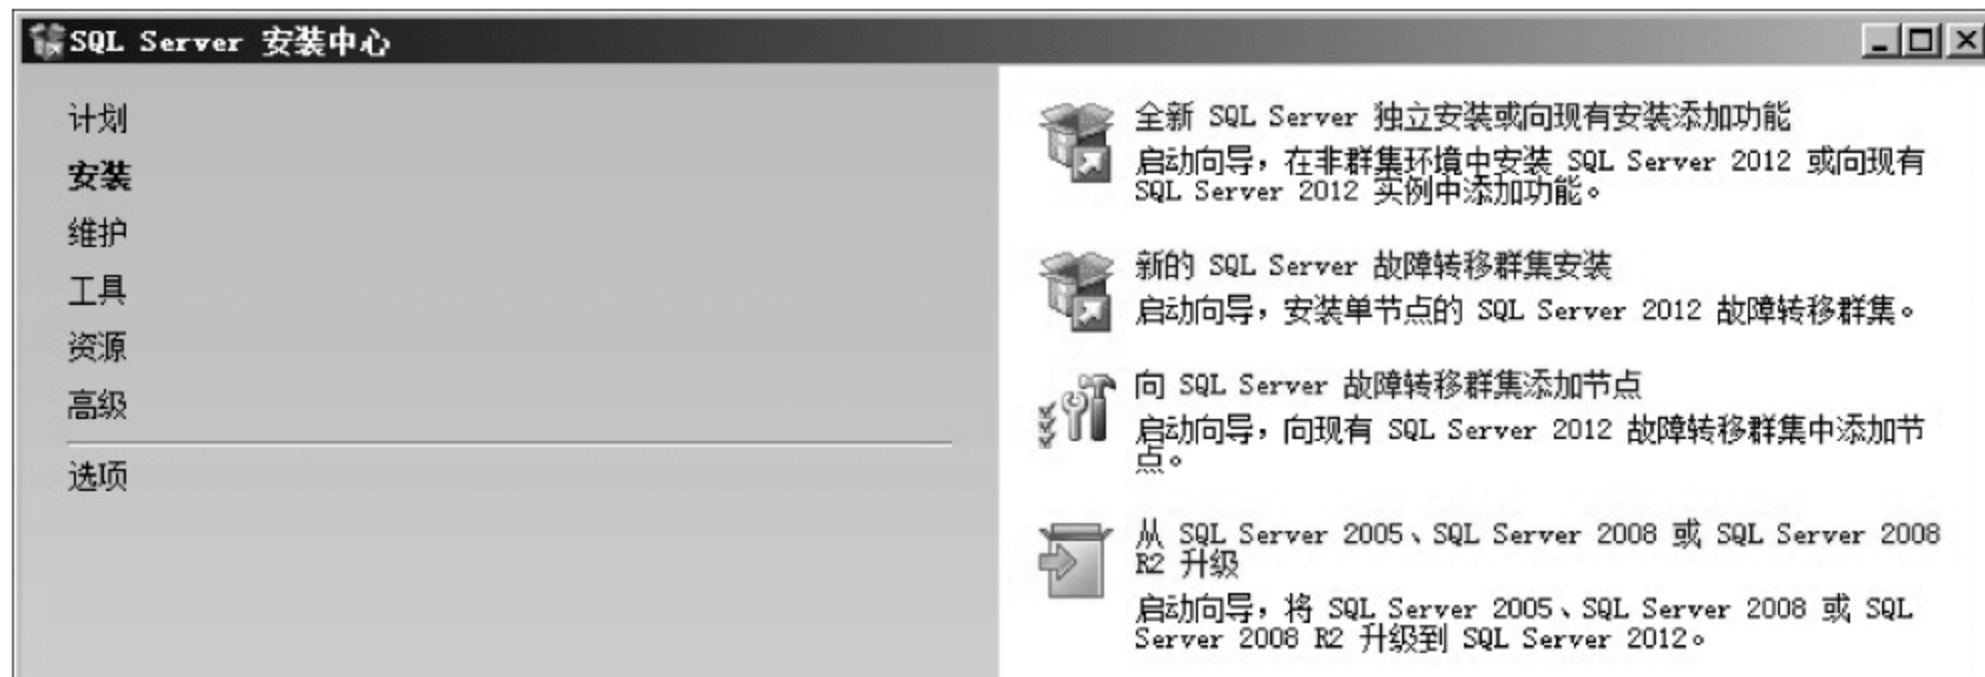 SQL Server 安装中心
计划
安装
维护
工具
资源
高级
选项
全新 SQL Server 独立安装或向现有安装添加功能
启动向导，在非群集环境中安装 SQL Server 2012 或向现有
SQL Server 2012 实例中添加功能。
新的 SQL Server 故障转移群集安装
启动向导，安装单节点的 SQL Server 2012 故障转移群集。
向 SQL Server 故障转移群集添加节点
启动向导，向现有 SQL Server 2012 故障转移群集中添加节
点。
从 SQL Server 2005、SQL Server 2008 或 SQL Server 2008
R2 升级
启动向导，将 SQL Server 2005、SQL Server 2008 或 SQL
Server 2008 R2 升级到 SQL Server 2012。